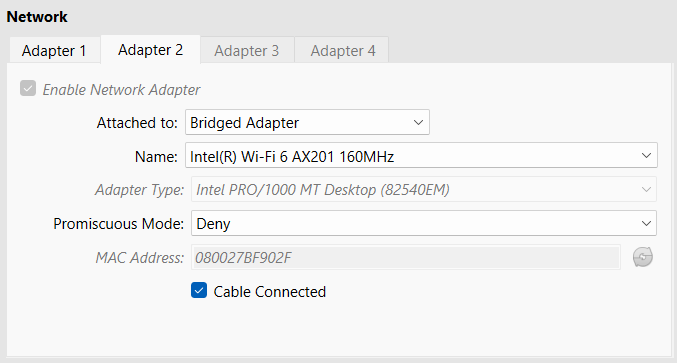 Network
Adapter 1 Adapter 2 Adapter 3 Adapter 4
Enable Network Adapter
Attached to: Bridged Adapter
Name: Intel(R) Wi-Fi 6 AX201 160MHz
Adapter Type: Intel PRO/1000 MT Desktop (82540EM)
Promiscuous Mode: Deny
MAC Address: 080027BF902F
Cable Connected